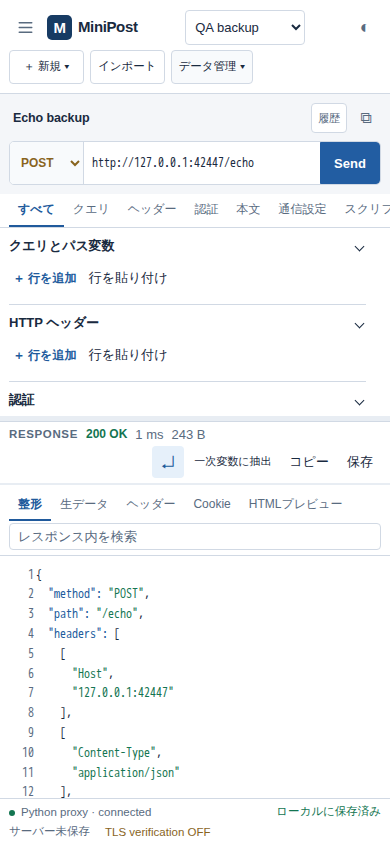 M MiniPost QA backup
＋ 新規 ▾ インポート データ管理 ▾
Echo backup 履歴
POST http://127.0.0.1:42447/echo Send
すべて クエリ ヘッダー 認証 本文 通信設定 スクリプ
クエリとパス変数
＋ 行を追加 行を貼り付け
HTTP ヘッダー
＋ 行を追加 行を貼り付け
認証
RESPONSE 200 OK 1 ms 243 B
一次変数に抽出 コピー 保存
整形 生データ ヘッダー Cookie HTMLプレビュー
レスポンス内を検索
1 {
2 "method": "POST",
3 "path": "/echo",
4 "headers": [
5 [
6 "Host",
7 "127.0.0.1:42447"
8 ],
9 [
10 "Content-Type",
11 "application/json"
12 ],
Python proxy · connected ローカルに保存済み
サーバー未保存 TLS verification OFF